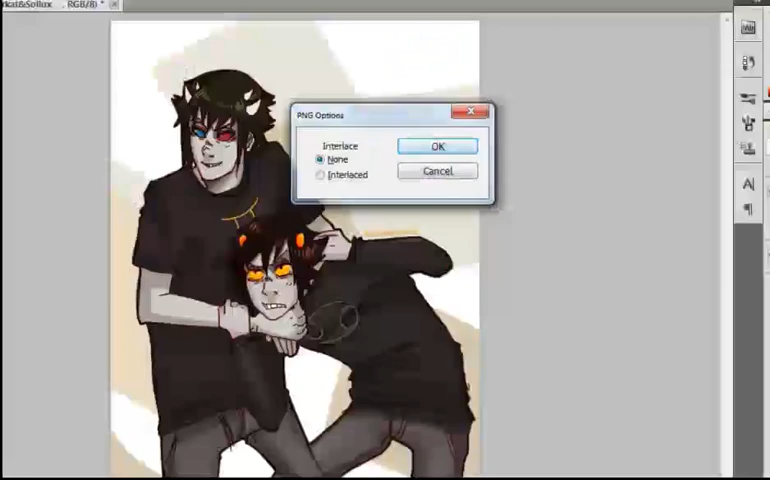 rkat&Sollux , RGB/8) *
PNG Options
Interlace
None
Interlaced
OK
Cancel